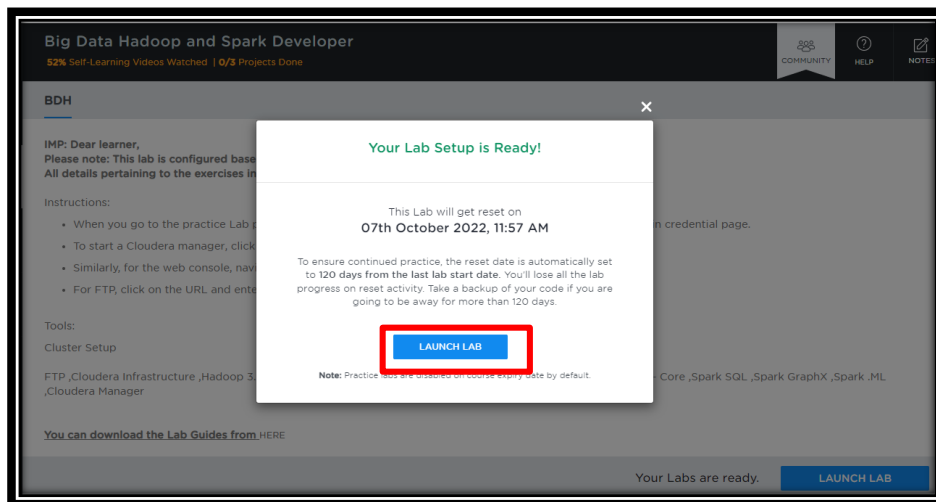 Big Data Hadoop and Spark Developer
52% Self-Learning Videos Watched | 0/3 Projects Done
COMMUNITY
HELP
NOTES
BDH
IMP: Dear learner,
Please note: This lab is configured base
All details pertaining to the exercises in
Instructions:
• When you go to the practice Lab p
n credential page.
• To start a Cloudera manager, click
• Similarly, for the web console, navi
• For FTP, click on the URL and ente
Tools:
Cluster Setup
FTP ,Cloudera Infrastructure ,Hadoop 3.
- Core ,Spark SQL ,Spark GraphX ,Spark .ML
,Cloudera Manager
You can download the Lab Guides from HERE
Your Lab Setup is Ready!
This Lab will get reset on
07th October 2022, 11:57 AM
To ensure continued practice, the reset date is automatically set
to 120 days from the last lab start date. You'll lose all the lab
progress on reset activity. Take a backup of your code if you are
going to be away for more than 120 days.
LAUNCH LAB
Note: Practice labs are disabled on course expiry date by default.
Your Labs are ready.
LAUNCH LAB